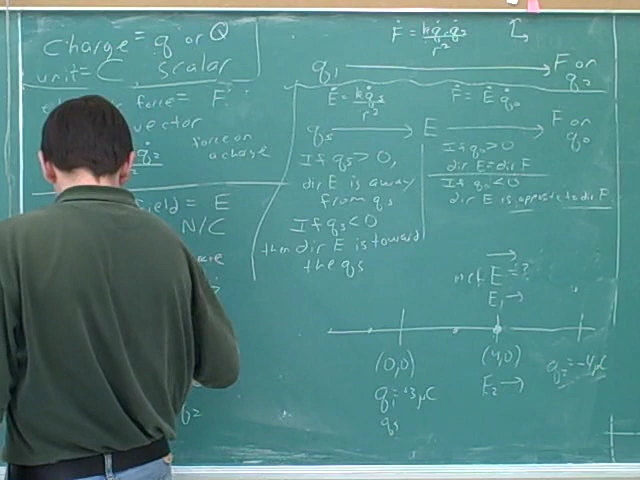 Charge = q or Q
unit = C scalar
force = F
vector
force on
a charge
field = E
N/C
F = kq₁q₂/r²
q₁ → F on q₂
E = kqs/r²
F = E q₀
qs → E → F on q₀
If qs > 0,
dir E is away
from qs
If qs < 0
then dir E is toward
the qs
If q₀ > 0
dir E = dir F
If q₀ < 0
dir E is opposite to dir F
net E = ?
E₁ →
(0,0)
(4,0)
q₂ = -4μC
q₁ = +3μC
E₂ →
qs